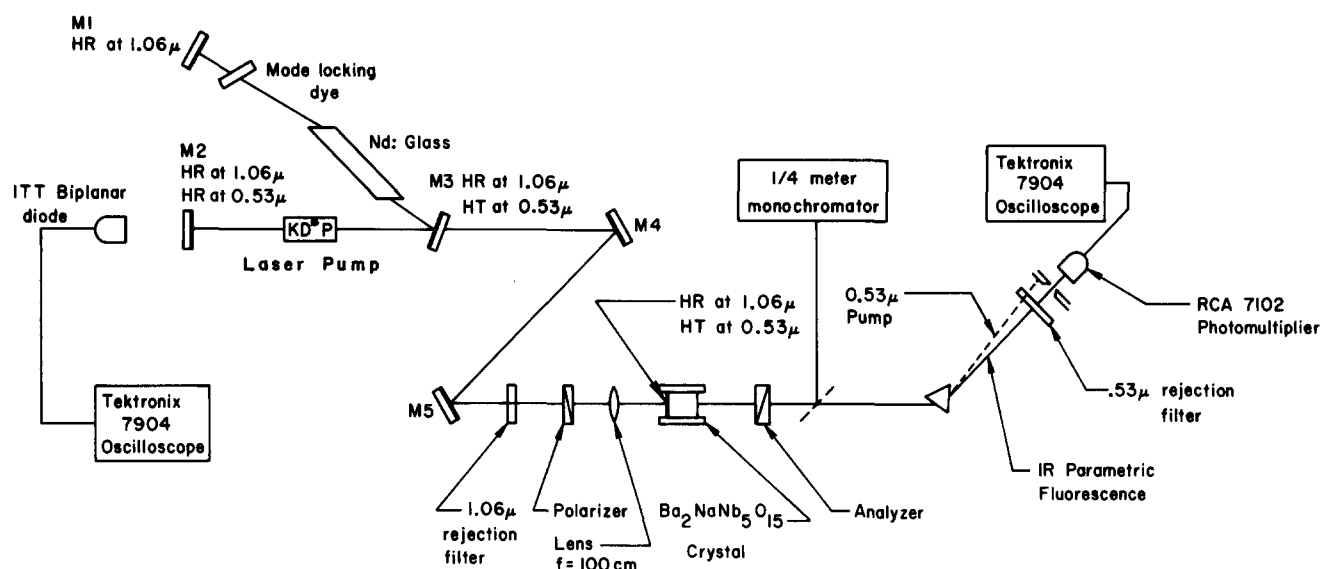 M1
HR at 1.06μ
Mode locking
dye
Nd: Glass
M2
HR at 1.06μ
HR at 0.53μ
M3 HR at 1.06μ
HT at 0.53μ
ITT Biplanar
diode
KD*P
Laser Pump
M4
1/4 meter
monochromator
Tektronix
7904
Oscilloscope
HR at 1.06μ
HT at 0.53μ
0.53μ
Pump
RCA 7102
Photomultiplier
M5
Tektronix
7904
Oscilloscope
.53μ rejection
filter
IR Parametric
Fluorescence
1.06μ
rejection
filter
Polarizer
Lens
f=100cm
Ba2NaNb5O15
Crystal
Analyzer